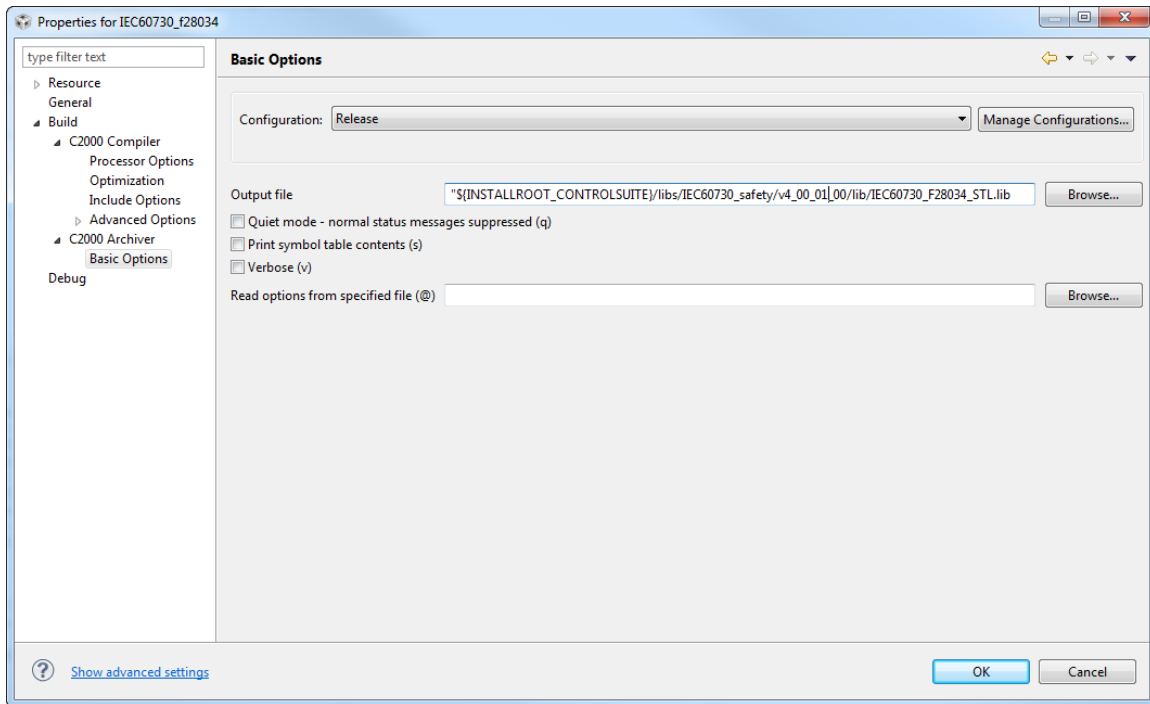 Properties for IEC60730_f28034
type filter text
Basic Options
Resource
General
Build
C2000 Compiler
Processor Options
Optimization
Include Options
Advanced Options
C2000 Archiver
Basic Options
Debug
Configuration: Release Manage Configurations...
Output file "${INSTALLROOT_CONTROLSUITE}/libs/IEC60730_safety/v4_00_01_00/lib/IEC60730_F28034_STL.lib Browse...
Quiet mode - normal status messages suppressed (q)
Print symbol table contents (s)
Verbose (v)
Read options from specified file (@) Browse...
? Show advanced settings OK Cancel